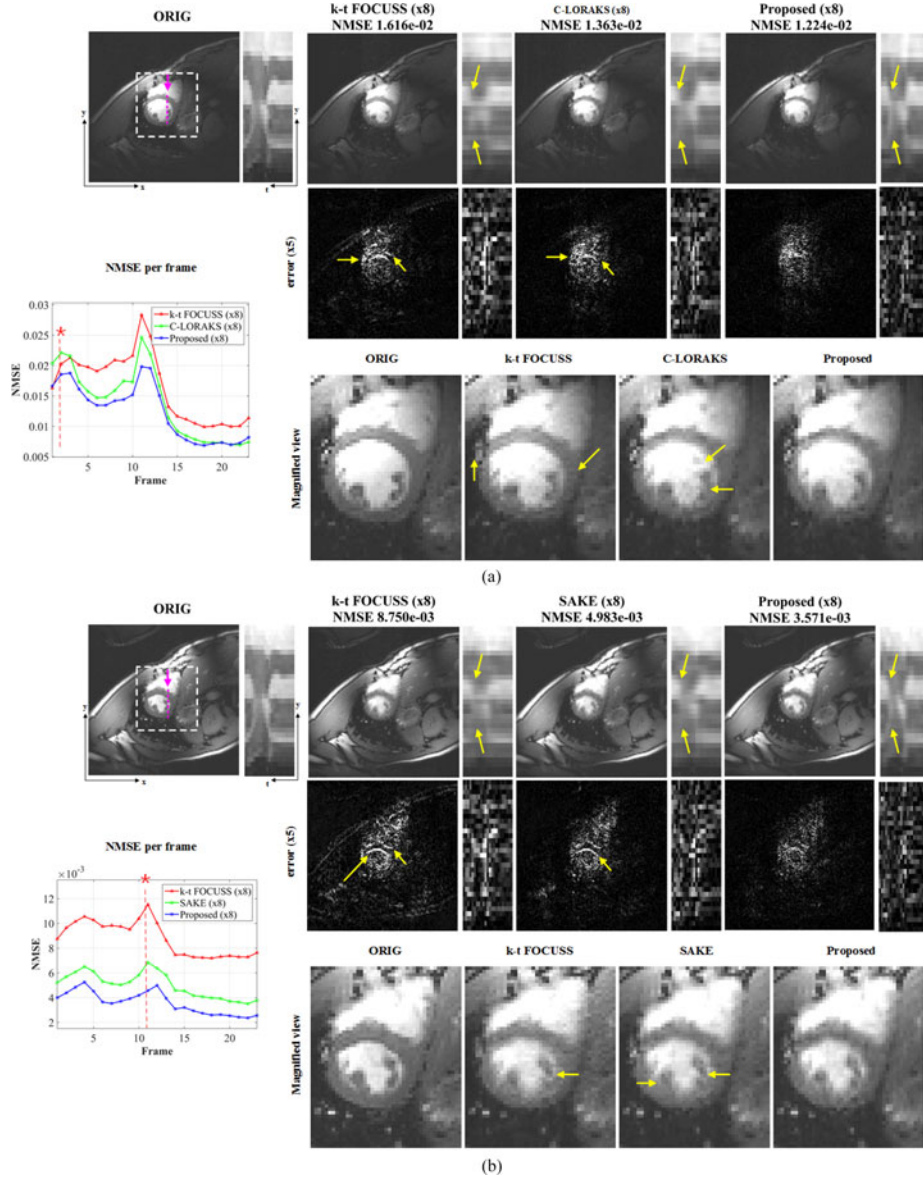 ORIG
k-t FOCUSS (x8)
NMSE 1.616e-02
C-LORAKS (x8)
NMSE 1.363e-02
Proposed (x8)
NMSE 1.224e-02
y
x
t
y
error (x5)
NMSE per frame
0.03
0.025
0.02
0.015
0.01
0.005
NMSE
*
k-t FOCUSS (x8)
C-LORAKS (x8)
Proposed (x8)
5
10
15
20
Frame
ORIG
k-t FOCUSS
C-LORAKS
Proposed
Magnified view
(a)
ORIG
k-t FOCUSS (x8)
NMSE 8.750e-03
SAKE (x8)
NMSE 4.983e-03
Proposed (x8)
NMSE 3.571e-03
y
x
t
y
error (x5)
NMSE per frame
×10⁻³
12
10
8
6
4
2
NMSE
*
k-t FOCUSS (x8)
SAKE (x8)
Proposed (x8)
5
10
15
20
Frame
ORIG
k-t FOCUSS
SAKE
Proposed
Magnified view
(b)